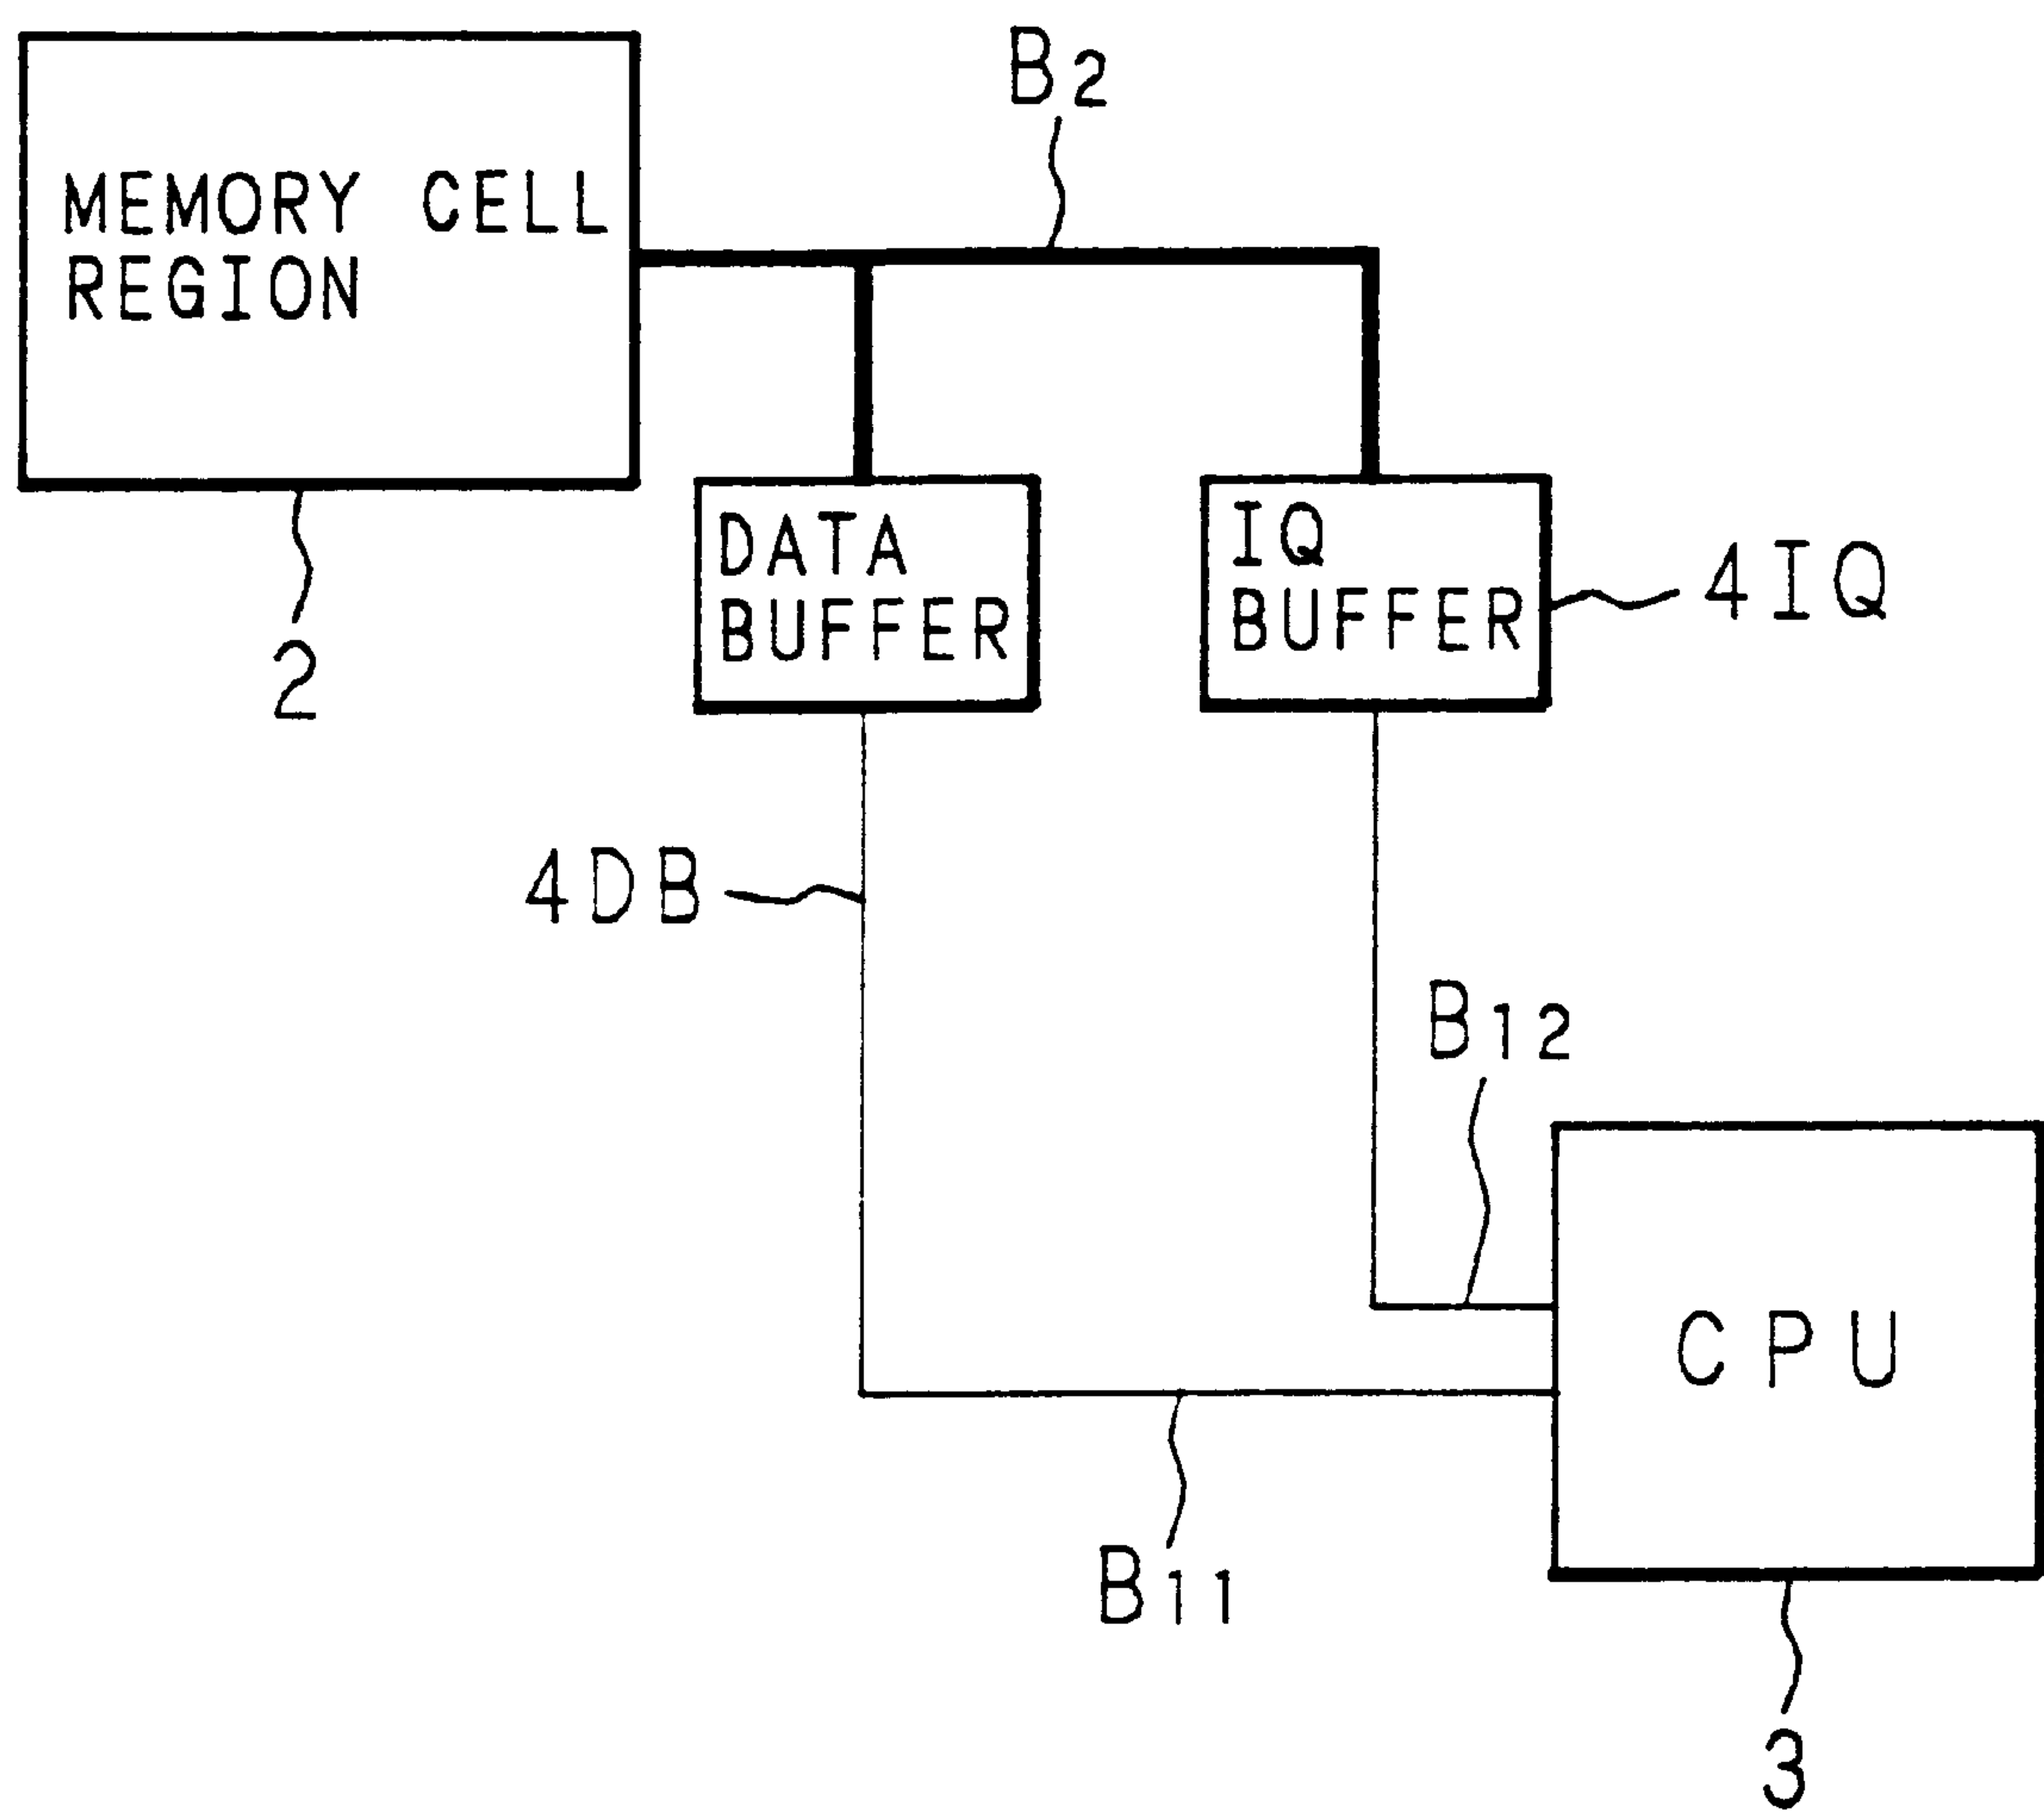 B2
MEMORY CELL
REGION
2
DATA
BUFFER
IQ
BUFFER
4IQ
4DB
B12
CPU
B11
3